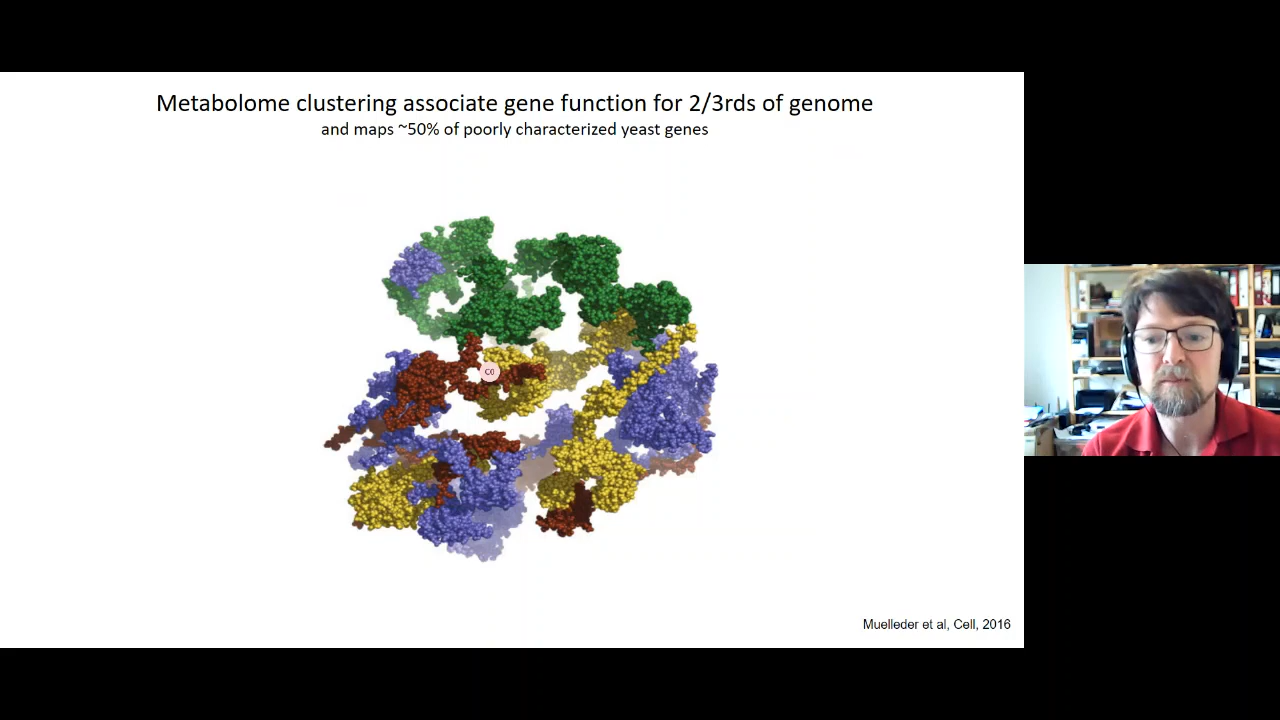 Metabolome clustering associate gene function for 2/3rds of genome
and maps ~50% of poorly characterized yeast genes
C0
Muelleder et al, Cell, 2016